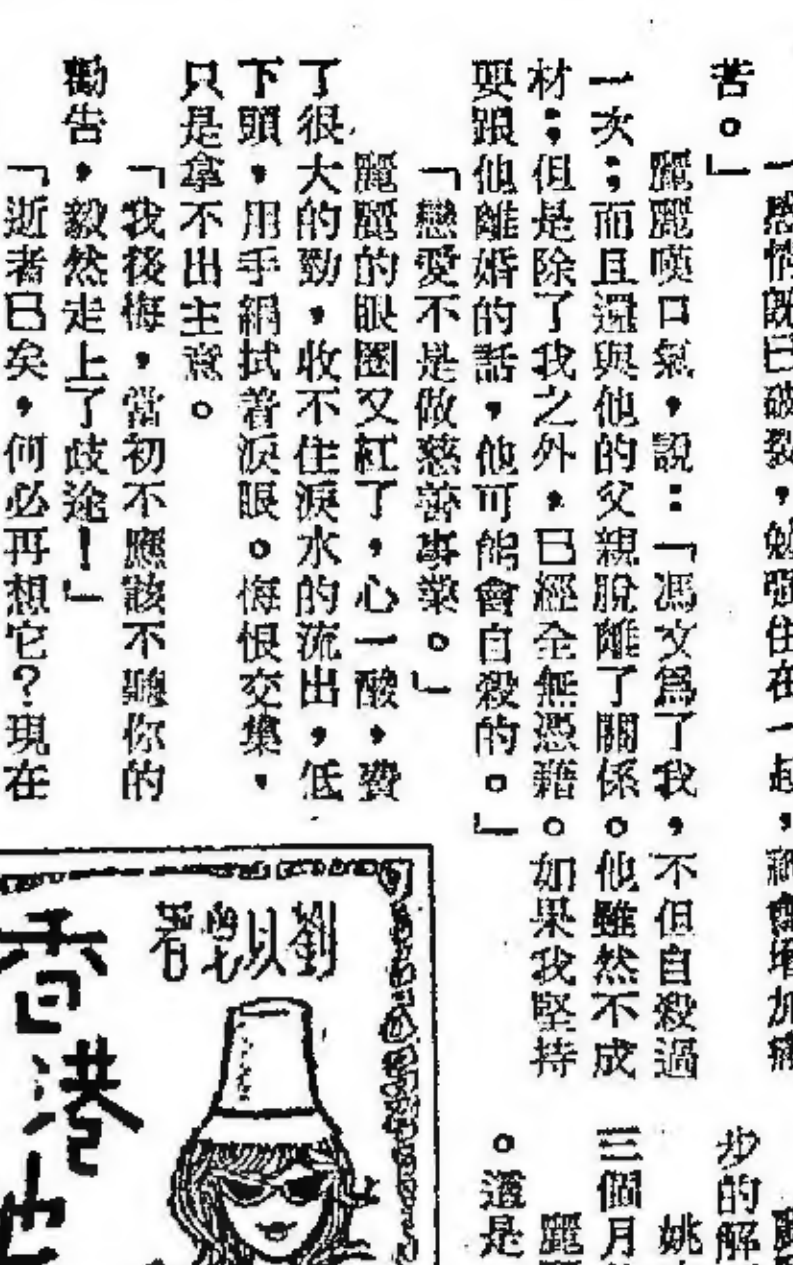 「感情既已破裂，勉強住在一起，祇會增加痛
苦。」
麗麗嘆口氣，說：「馮文爲了我，不但自殺過
一次；而且還與他的父親脫離了關係。他雖然不成
材；但是除了我之外，已經全無憑藉。如果我堅持
要跟他離婚的話，他可能會自殺的。」
「戀愛不是做慈善事業。」
麗麗的眼圈又紅了，心一酸，費
了很大的勁，收不住淚水的流出，低
下頭，用手絹拭着淚眼。悔恨交集，
只是拿不出主意。
「我後悔，當初不應該不聽你的
勸告，毅然走上了歧途！」
「逝者已矣，何必再想它？現在
步的解
姚
三個月
麗
。這是
劉以鬯著
香港